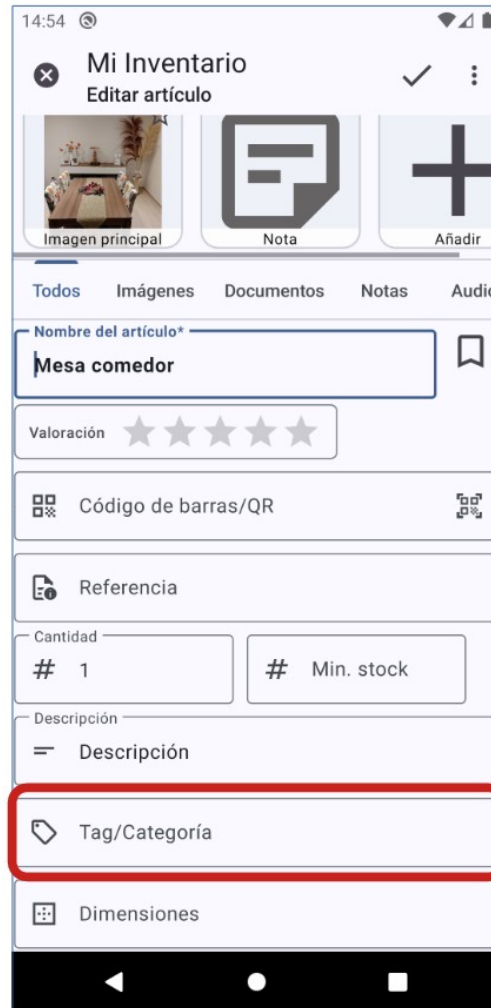 14:54
Mi Inventario
Editar artículo
Imagen principal
Nota
Añadir
Todos Imágenes Documentos Notas Audio
Nombre del artículo*
Mesa comedor
Valoración
Código de barras/QR
Referencia
Cantidad
# 1
# Min. stock
Descripción
Descripción
Tag/Categoría
Dimensiones